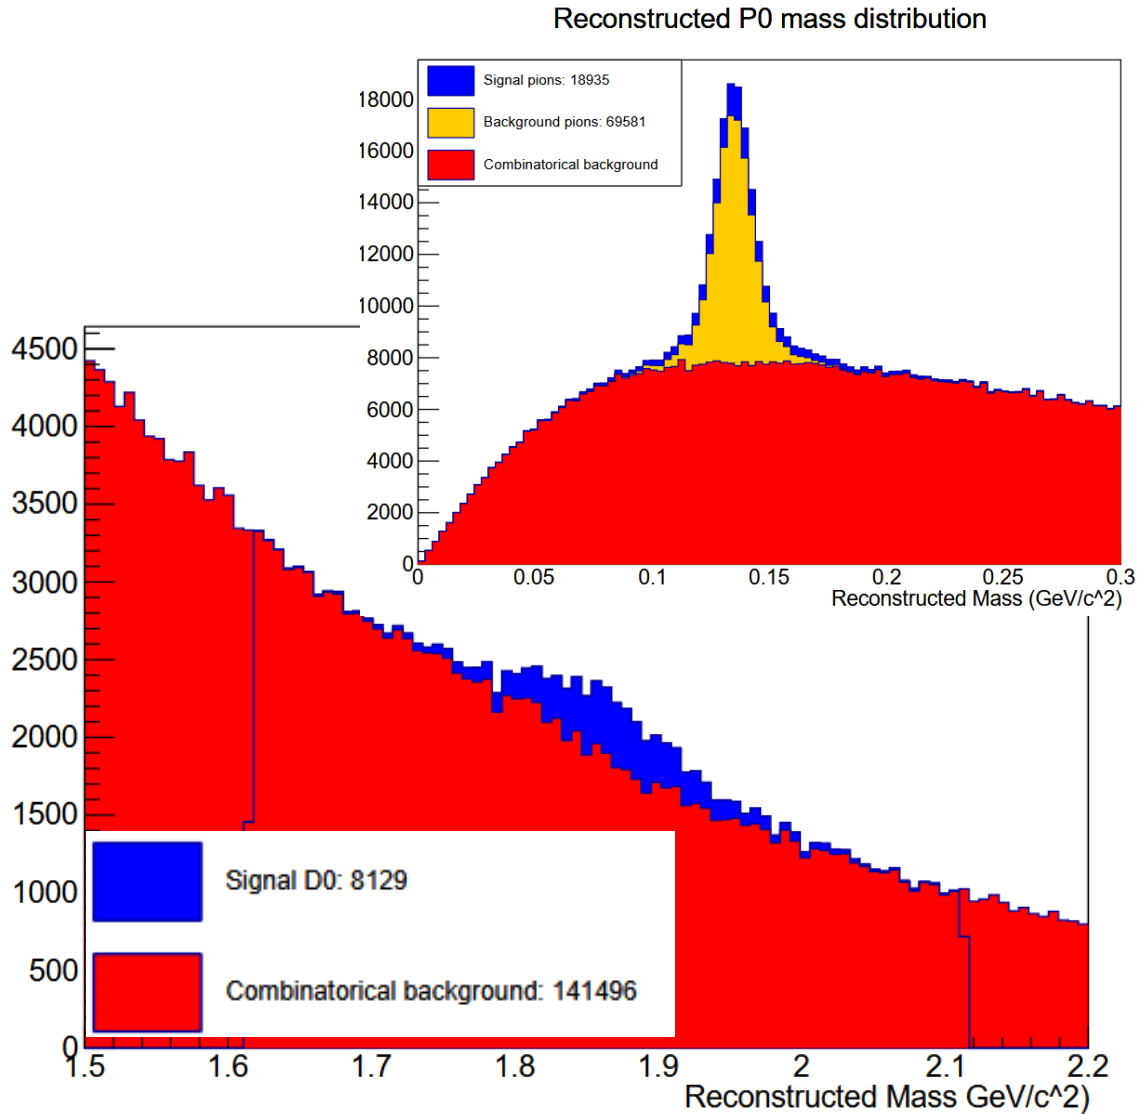 Reconstructed P0 mass distribution
Signal pions: 18935
Background pions: 69581
Combinatorical background
18000
16000
14000
12000
10000
8000
6000
4000
2000
0
0 0.05 0.1 0.15 0.2 0.25 0.3
Reconstructed Mass (GeV/c^2)
4500
4000
3500
3000
2500
2000
1500
1000
500
0
Signal D0: 8129
Combinatorical background: 141496
1.5 1.6 1.7 1.8 1.9 2 2.1 2.2
Reconstructed Mass GeV/c^2)